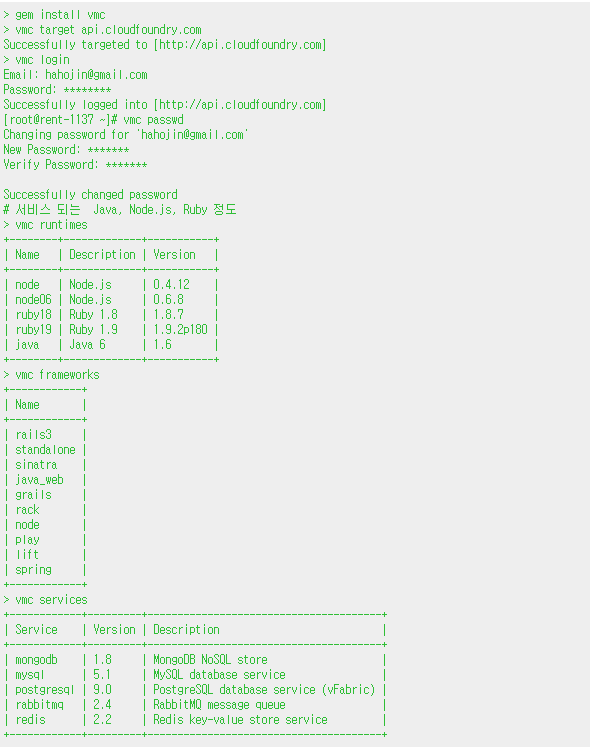 > gem install vmc
> vmc target api.cloudfoundry.com
Successfully targeted to [http://api.cloudfoundry.com]
> vmc login
Email: hahojin@gmail.com
Password: ********
Successfully logged into [http://api.cloudfoundry.com]
[root@rent-1137 ~]# vmc passwd
Changing password for 'hahojin@gmail.com'
New Password: *******
Verify Password: *******

Successfully changed password
# 서비스 되는  Java, Node.js, Ruby 정도
> vmc runtimes
+--------+-------------+-----------+
| Name   | Description | Version   |
+--------+-------------+-----------+
| node   | Node.js     | 0.4.12    |
| node06 | Node.js     | 0.6.8     |
| ruby18 | Ruby 1.8    | 1.8.7     |
| ruby19 | Ruby 1.9    | 1.9.2p180 |
| java   | Java 6      | 1.6       |
+--------+-------------+-----------+
> vmc frameworks
+------------+
| Name       |
+------------+
| rails3     |
| standalone |
| sinatra    |
| java_web   |
| grails     |
| rack       |
| node       |
| play       |
| lift       |
| spring     |
+------------+
> vmc services
+------------+---------+---------------------------------------+
| Service    | Version | Description                           |
+------------+---------+---------------------------------------+
| mongodb    | 1.8     | MongoDB NoSQL store                   |
| mysql      | 5.1     | MySQL database service                |
| postgresql | 9.0     | PostgreSQL database service (vFabric) |
| rabbitmq   | 2.4     | RabbitMQ message queue                |
| redis      | 2.2     | Redis key-value store service         |
+------------+---------+---------------------------------------+